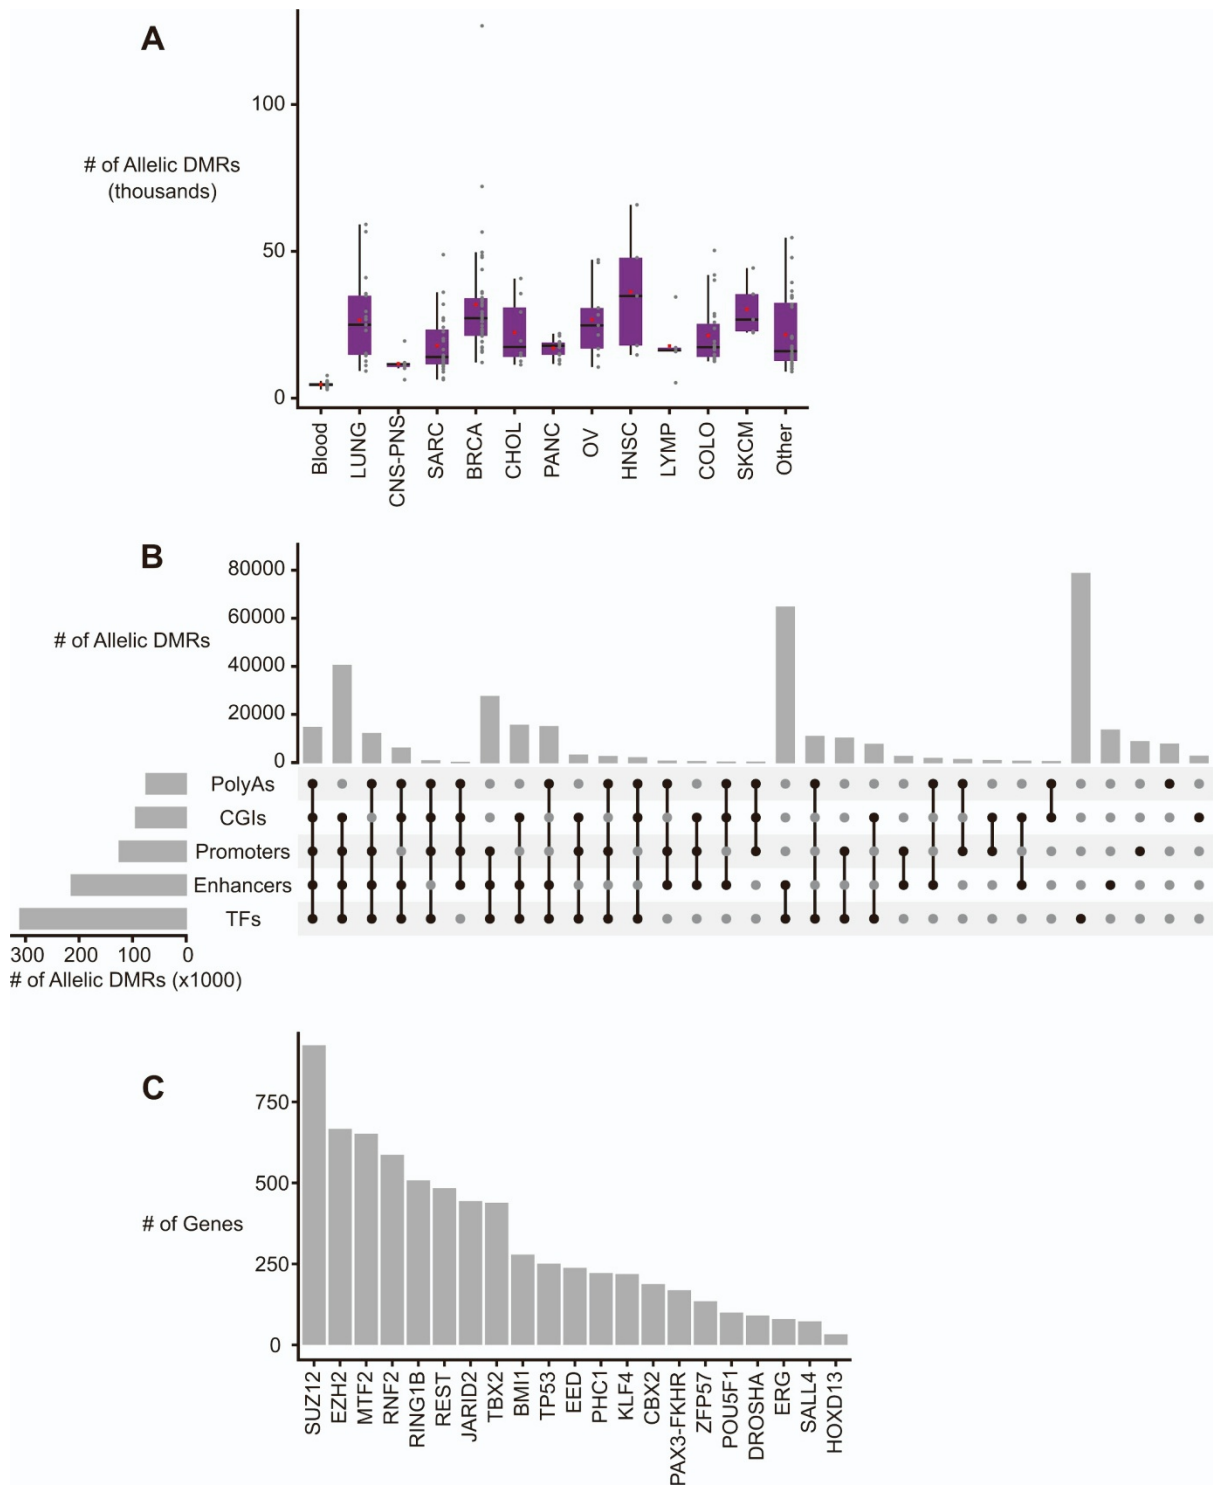 A
# of Allelic DMRs
(thousands)
100
50
0
Blood
LUNG
CNS-PNS
SARC
BRCA
CHOL
PANC
OV
HNSC
LYMP
COLO
SKCM
Other
B
# of Allelic DMRs
80000
60000
40000
20000
0
PolyAs
CGIs
Promoters
Enhancers
TFs
300 200 100 0
# of Allelic DMRs (x1000)
C
# of Genes
750
500
250
0
SUZ12
EZH2
MTF2
RNF2
RING1B
REST
JARID2
TBX2
BMI1
TP53
EED
PHC1
KLF4
CBX2
PAX3-FKHR
ZFP57
POU5F1
DROSHA
ERG
SALL4
HOXD13